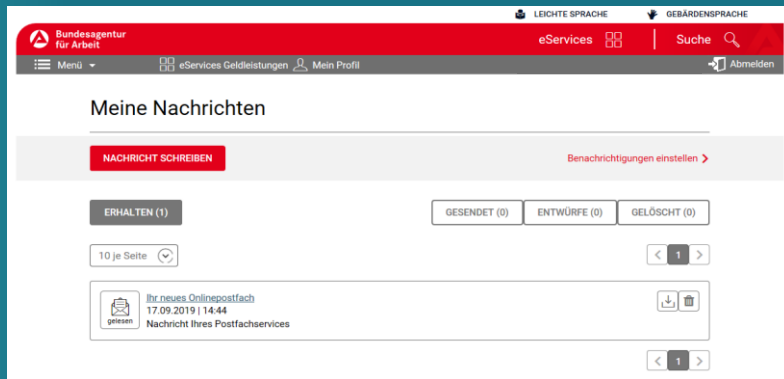 LEICHTE SPRACHE GEBÄRDENSPRACHE
Bundesagentur
für Arbeit
eServices Suche
Menü eServices Geldleistungen Mein Profil Abmelden
Meine Nachrichten
NACHRICHT SCHREIBEN Benachrichtigungen einstellen
ERHALTEN (1) GESENDET (0) ENTWÜRFE (0) GELÖSCHT (0)
10 je Seite < 1 >
Ihr neues Onlinepostfach
17.09.2019 | 14:44
gelesen Nachricht Ihres Postfachservices
< 1 >